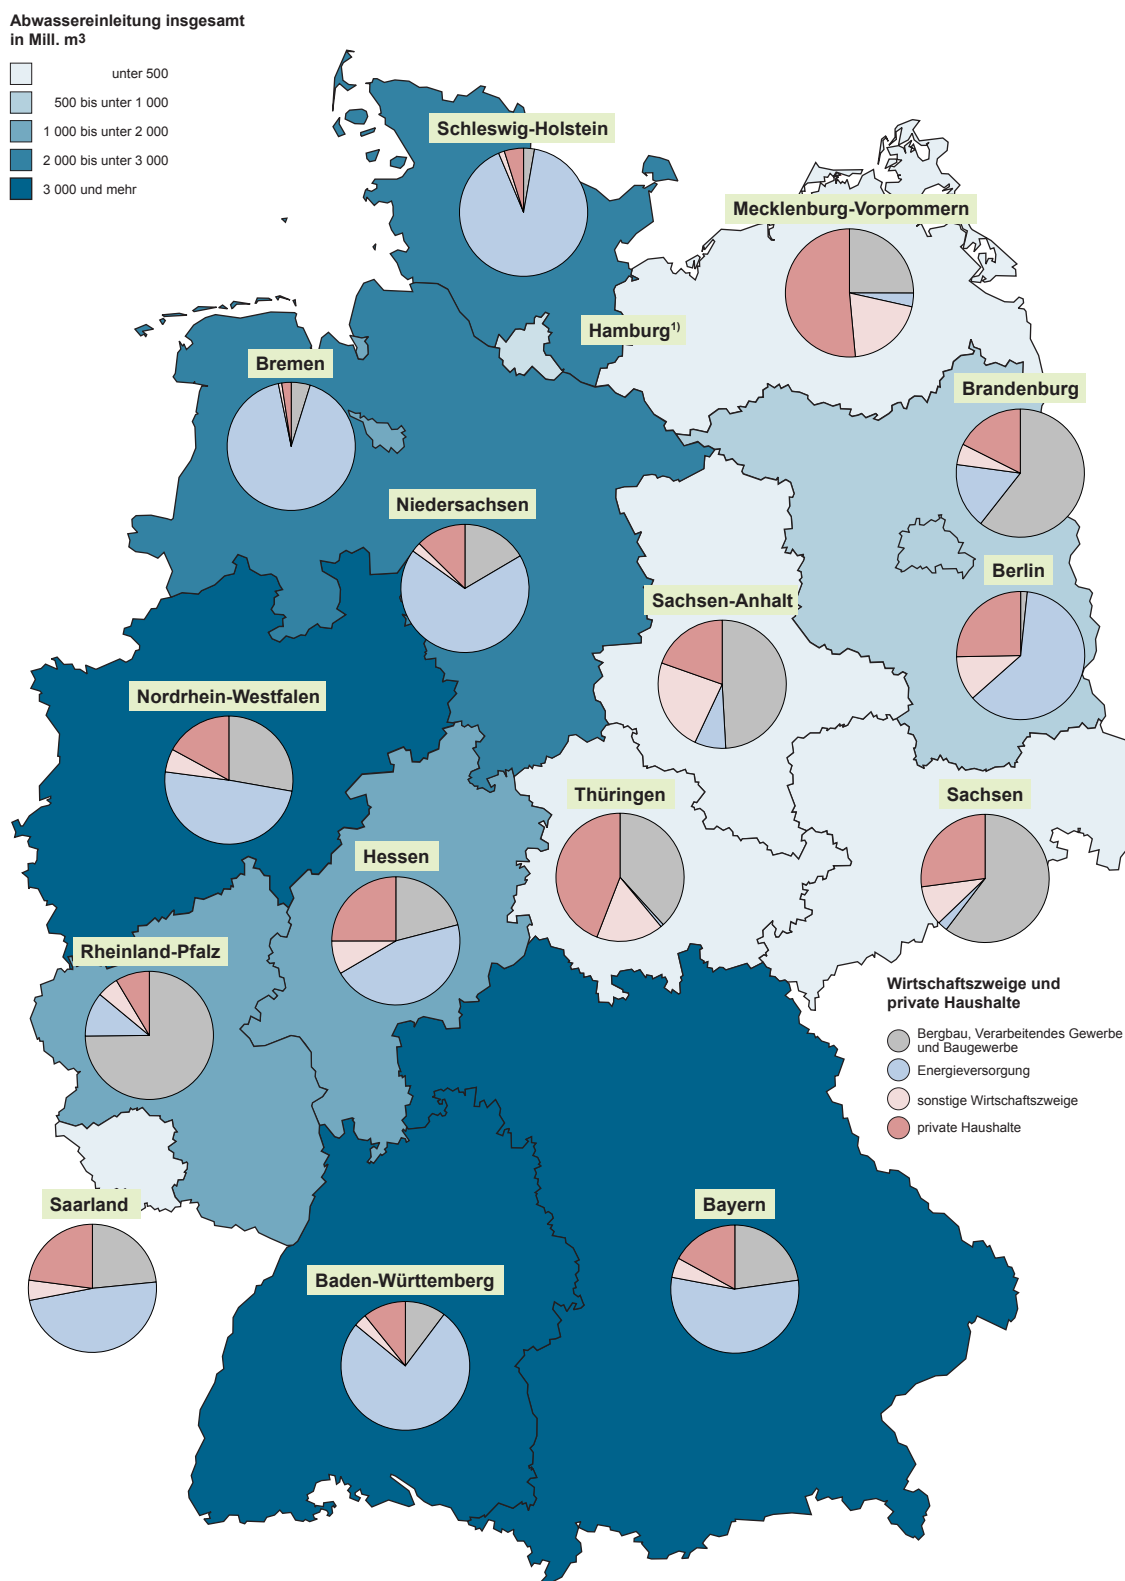 Abwassereinleitung insgesamt
in Mill. m3
unter 500
500 bis unter 1 000
1 000 bis unter 2 000
2 000 bis unter 3 000
3 000 und mehr
Schleswig-Holstein
Mecklenburg-Vorpommern
Hamburg1)
Bremen
Brandenburg
Niedersachsen
Berlin
Sachsen-Anhalt
Nordrhein-Westfalen
Thüringen
Sachsen
Hessen
Rheinland-Pfalz
Wirtschaftszweige und
private Haushalte
Bergbau, Verarbeitendes Gewerbe
und Baugewerbe
Energieversorgung
sonstige Wirtschaftszweige
private Haushalte
Saarland
Bayern
Baden-Württemberg